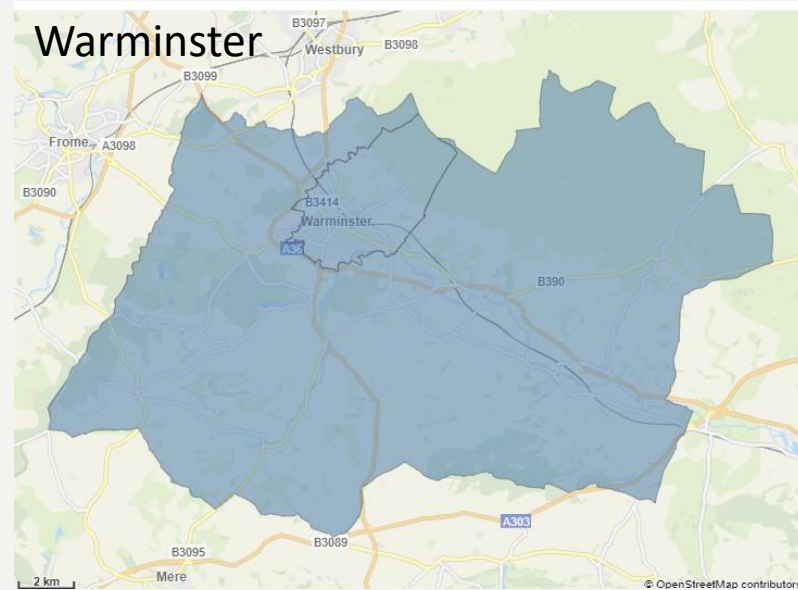 Warminster
B3097
Westbury
B3098
B3099
Frome
A3098
B3090
B3414
Warminster
A36
B390
A303
B3089
B3095
Mere
2 km
© OpenStreetMap contributors